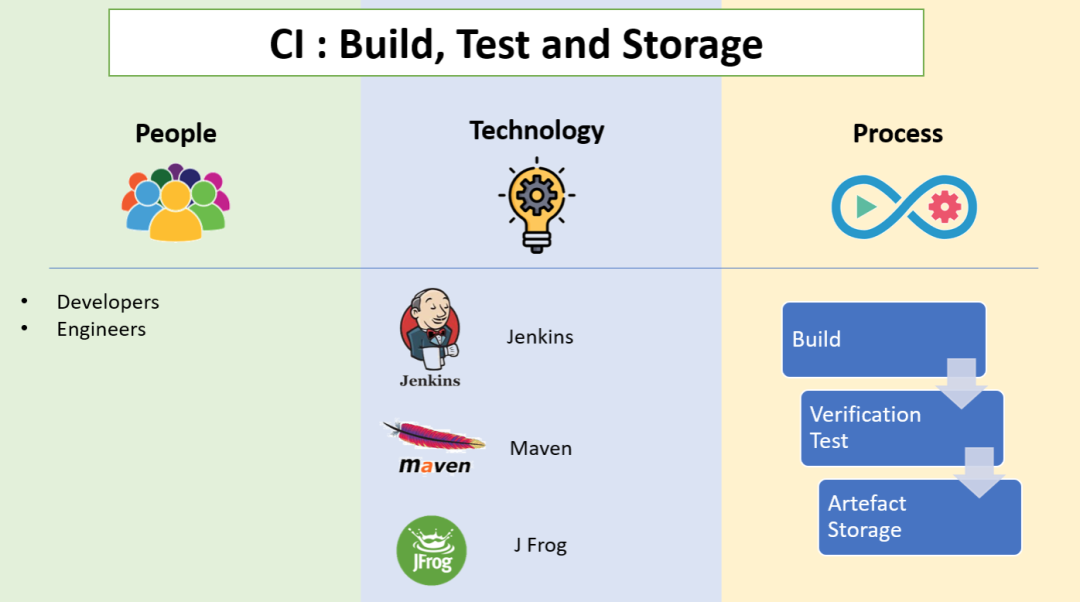 CI : Build, Test and Storage
People
Technology
Process
• Developers
• Engineers
Jenkins
Jenkins
maven
Maven
JFrog
J Frog
Build
Verification
Test
Artefact
Storage